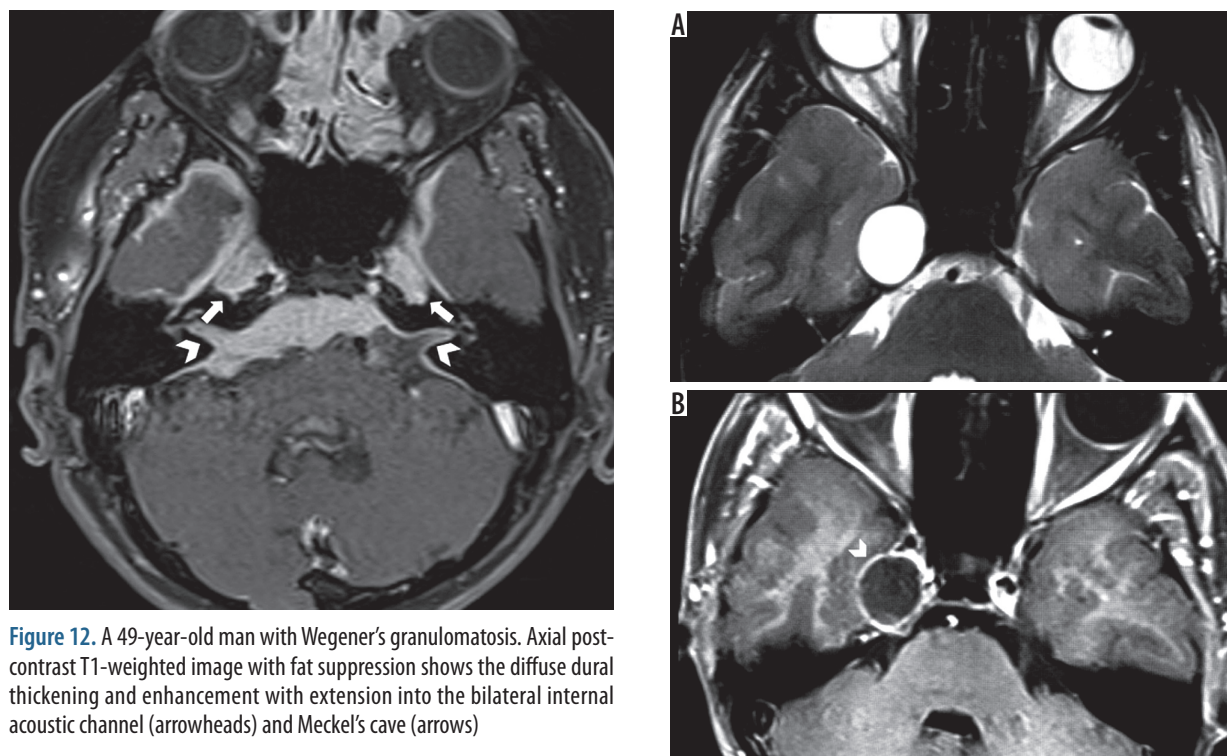 A
B
Figure 12. A 49-year-old man with Wegener's granulomatosis. Axial post-
contrast T1-weighted image with fat suppression shows the diffuse dural
thickening and enhancement with extension into the bilateral internal
acoustic channel (arrowheads) and Meckel's cave (arrows)